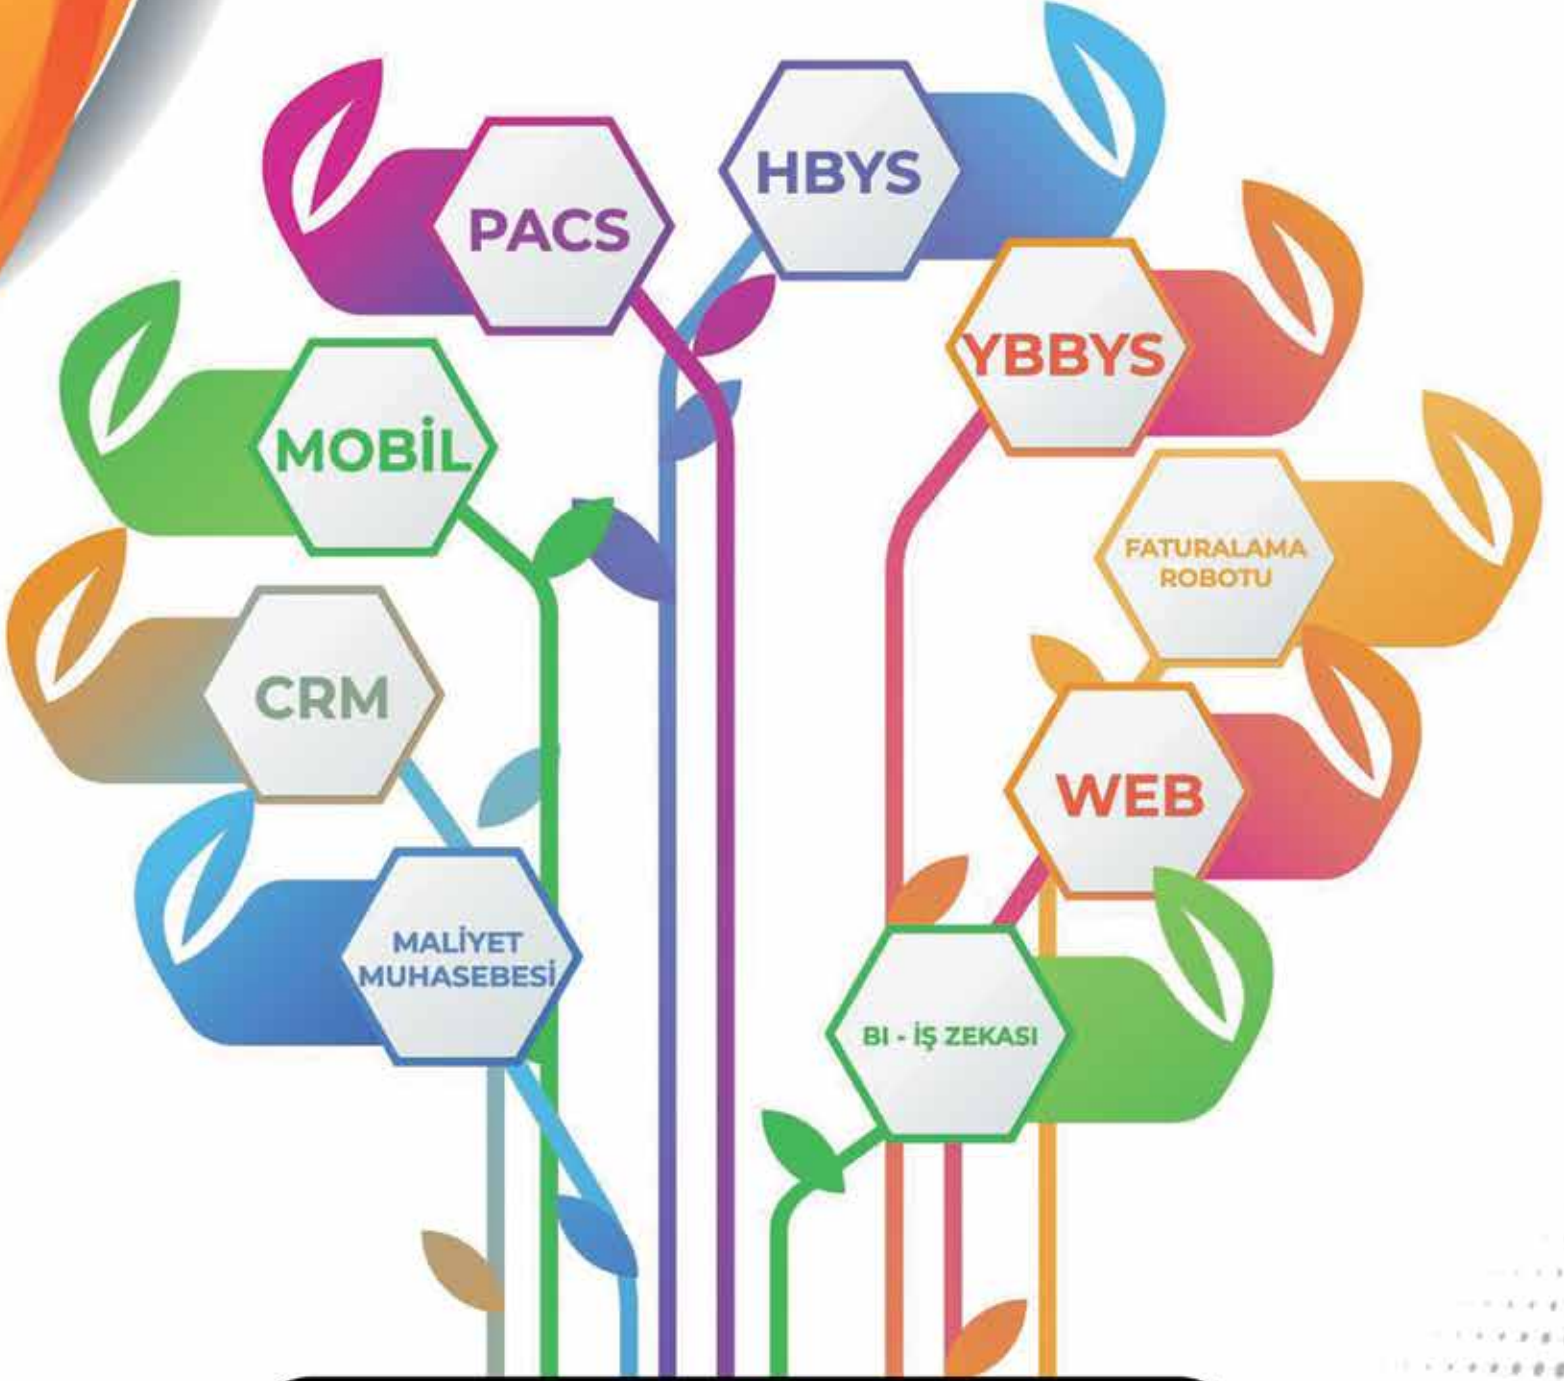 HBYS
PACS
YBBYS
MOBİL
FATURALAMA
ROBOTU
CRM
WEB
MALİYET
MUHASEBESİ
BI - İŞ ZEKASI